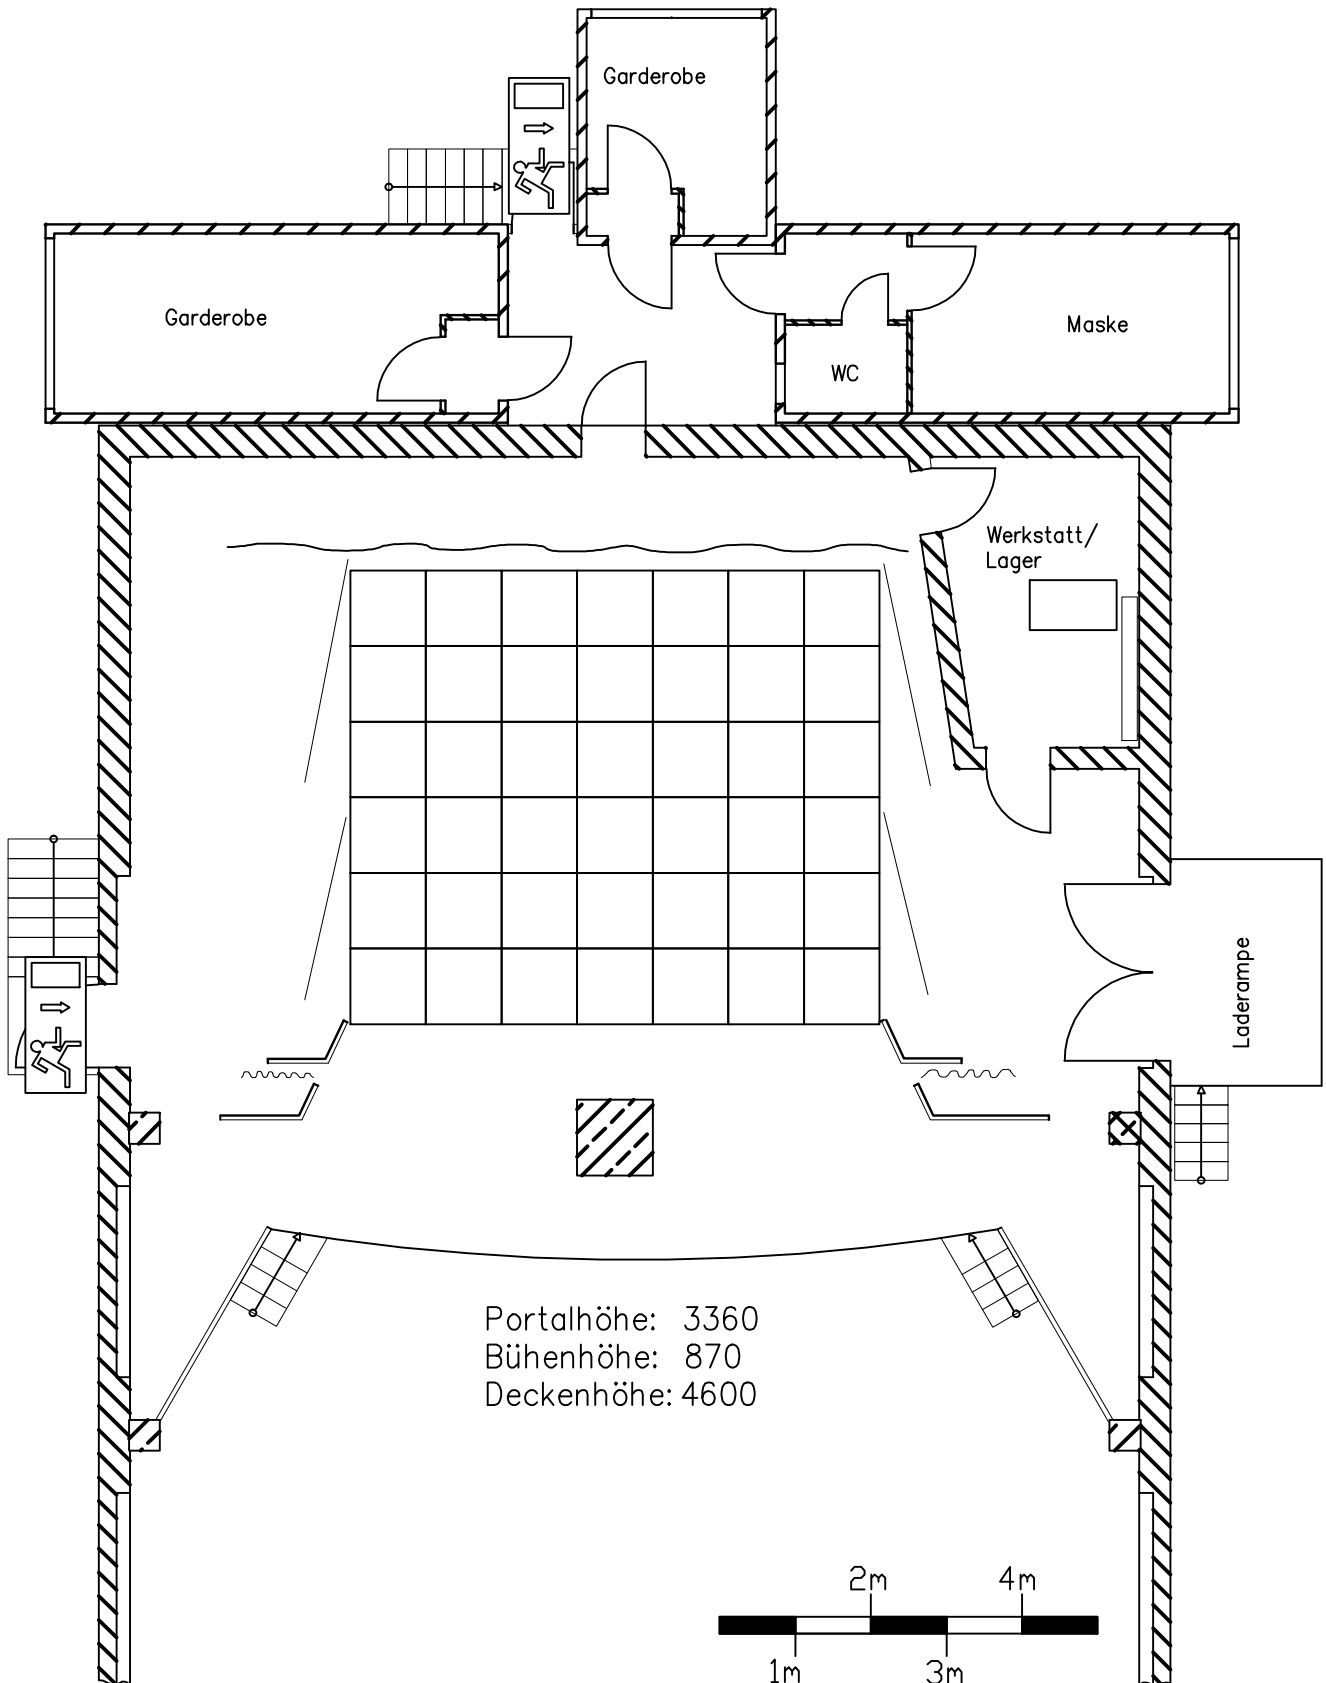 Garderobe
Garderobe
Maske
WC
Werkstatt/
Lager
Laderampe
Portalhöhe: 3360
Bühenhöhe: 870
Deckenhöhe: 4600
2m 4m
1m 3m